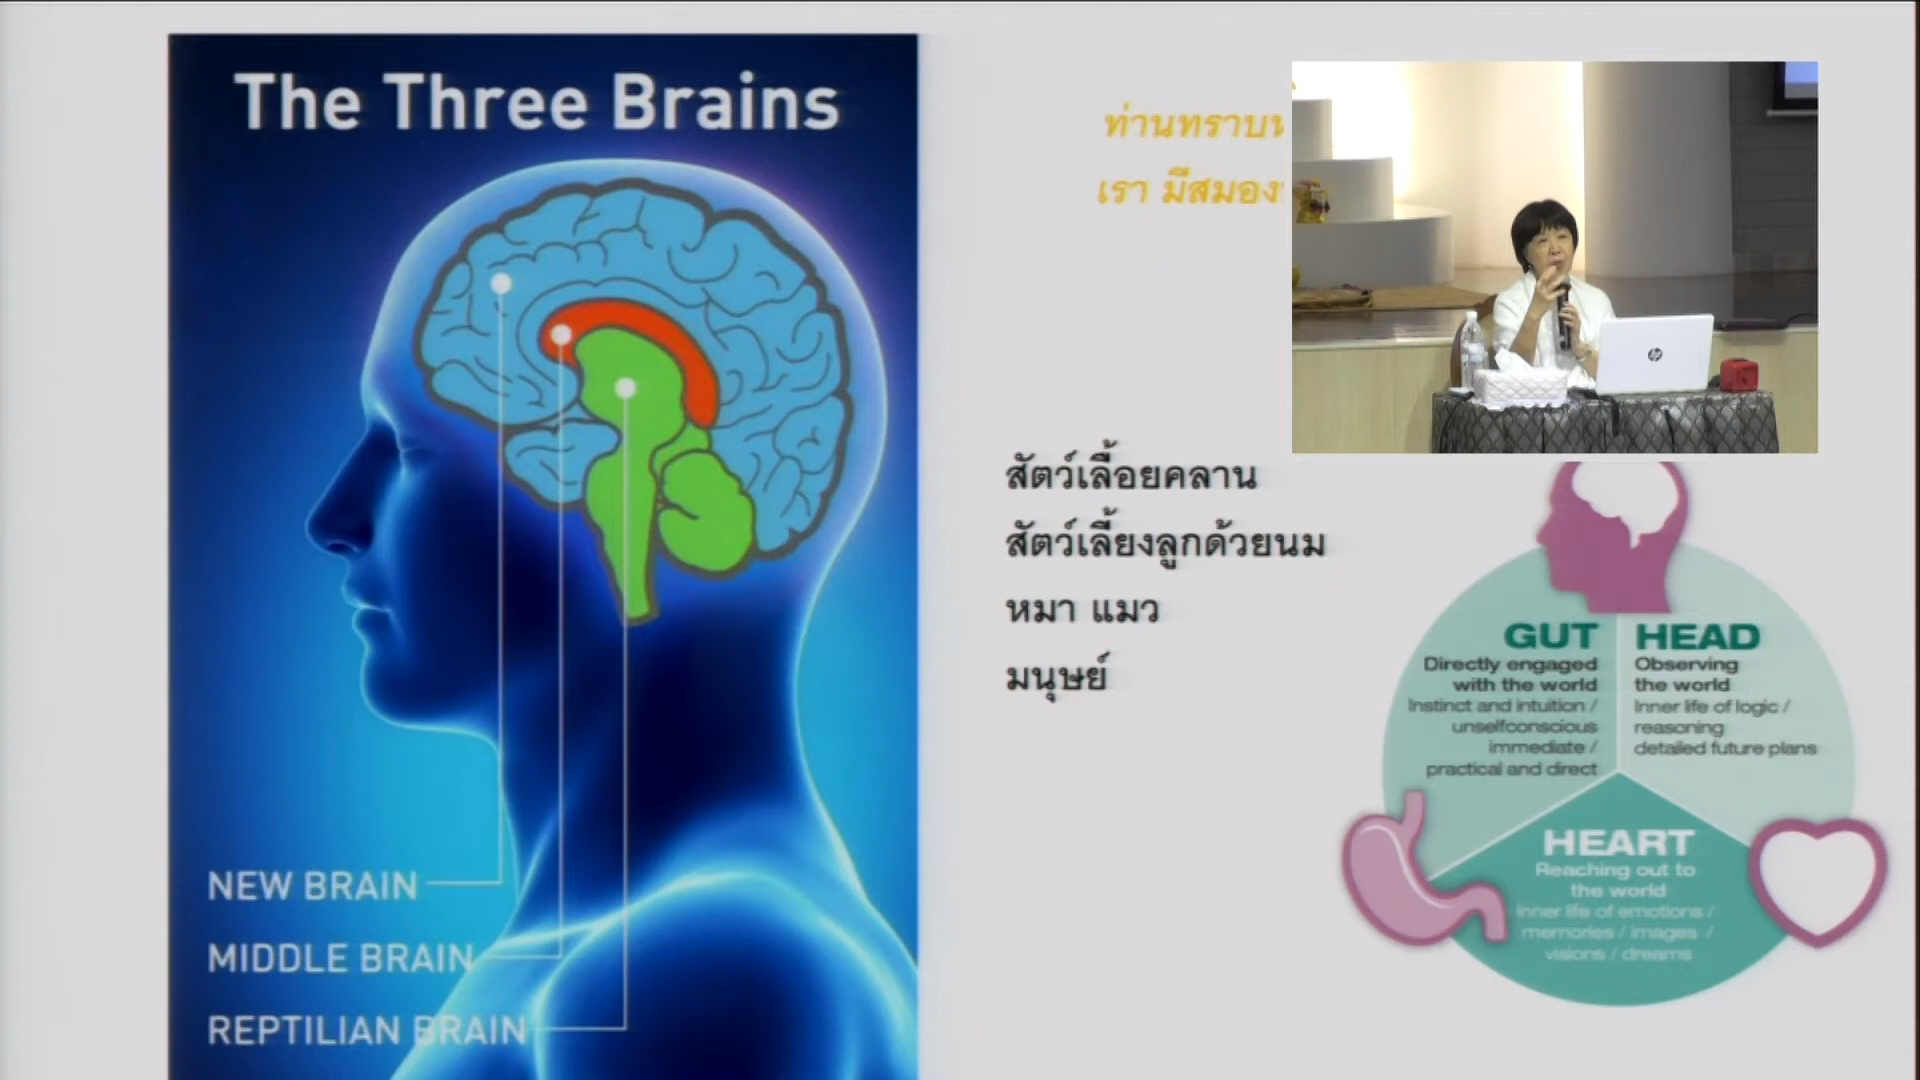 The Three Brains
NEW BRAIN
MIDDLE BRAIN
REPTILIAN BRAIN
ท่านทราบ
เรา มีสมอง
สัตว์เลื้อยคลาน
สัตว์เลี้ยงลูกด้วยนม
หมา แมว
มนุษย์
GUT
Directly engaged
with the world
Instinct and intuition /
unselfconscious
immediate /
practical and direct
HEAD
Observing
the world
Inner life of logic /
reasoning
detailed future plans
HEART
Reaching out to
the world
Inner life of emotions /
memories / images /
visions / dreams
hp